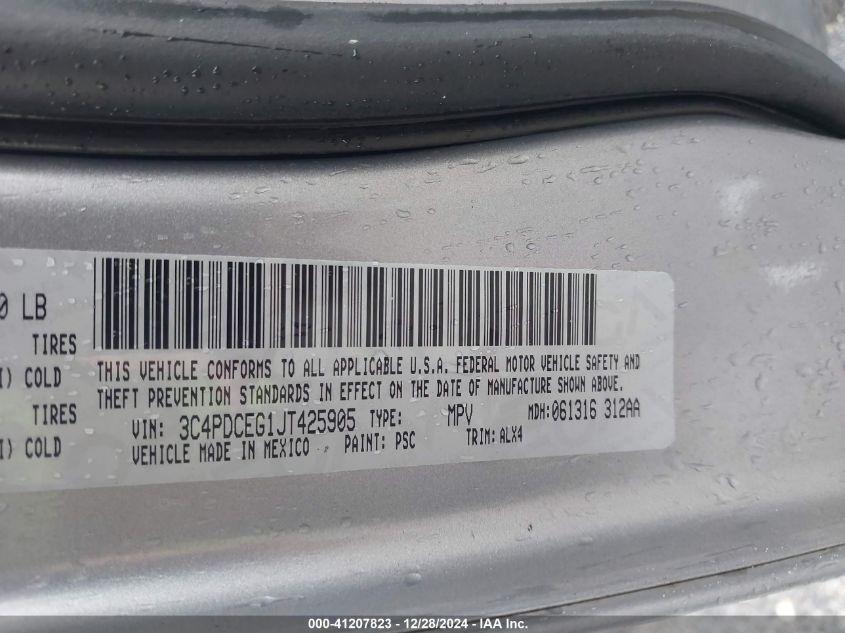 0 LB
TIRES
I) COLD
TIRES
I) COLD
THIS VEHICLE CONFORMS TO ALL APPLICABLE U.S.A. FEDERAL MOTOR VEHICLE SAFETY AND
THEFT PREVENTION STANDARDS IN EFFECT ON THE DATE OF MANUFACTURE SHOWN ABOVE.
VIN: 3C4PDCEG1JT425905 TYPE: MPV MDH:061316 312AA
VEHICLE MADE IN MEXICO PAINT: PSC TRIM: ALX4
000-41207823 - 12/28/2024 - IAA Inc.